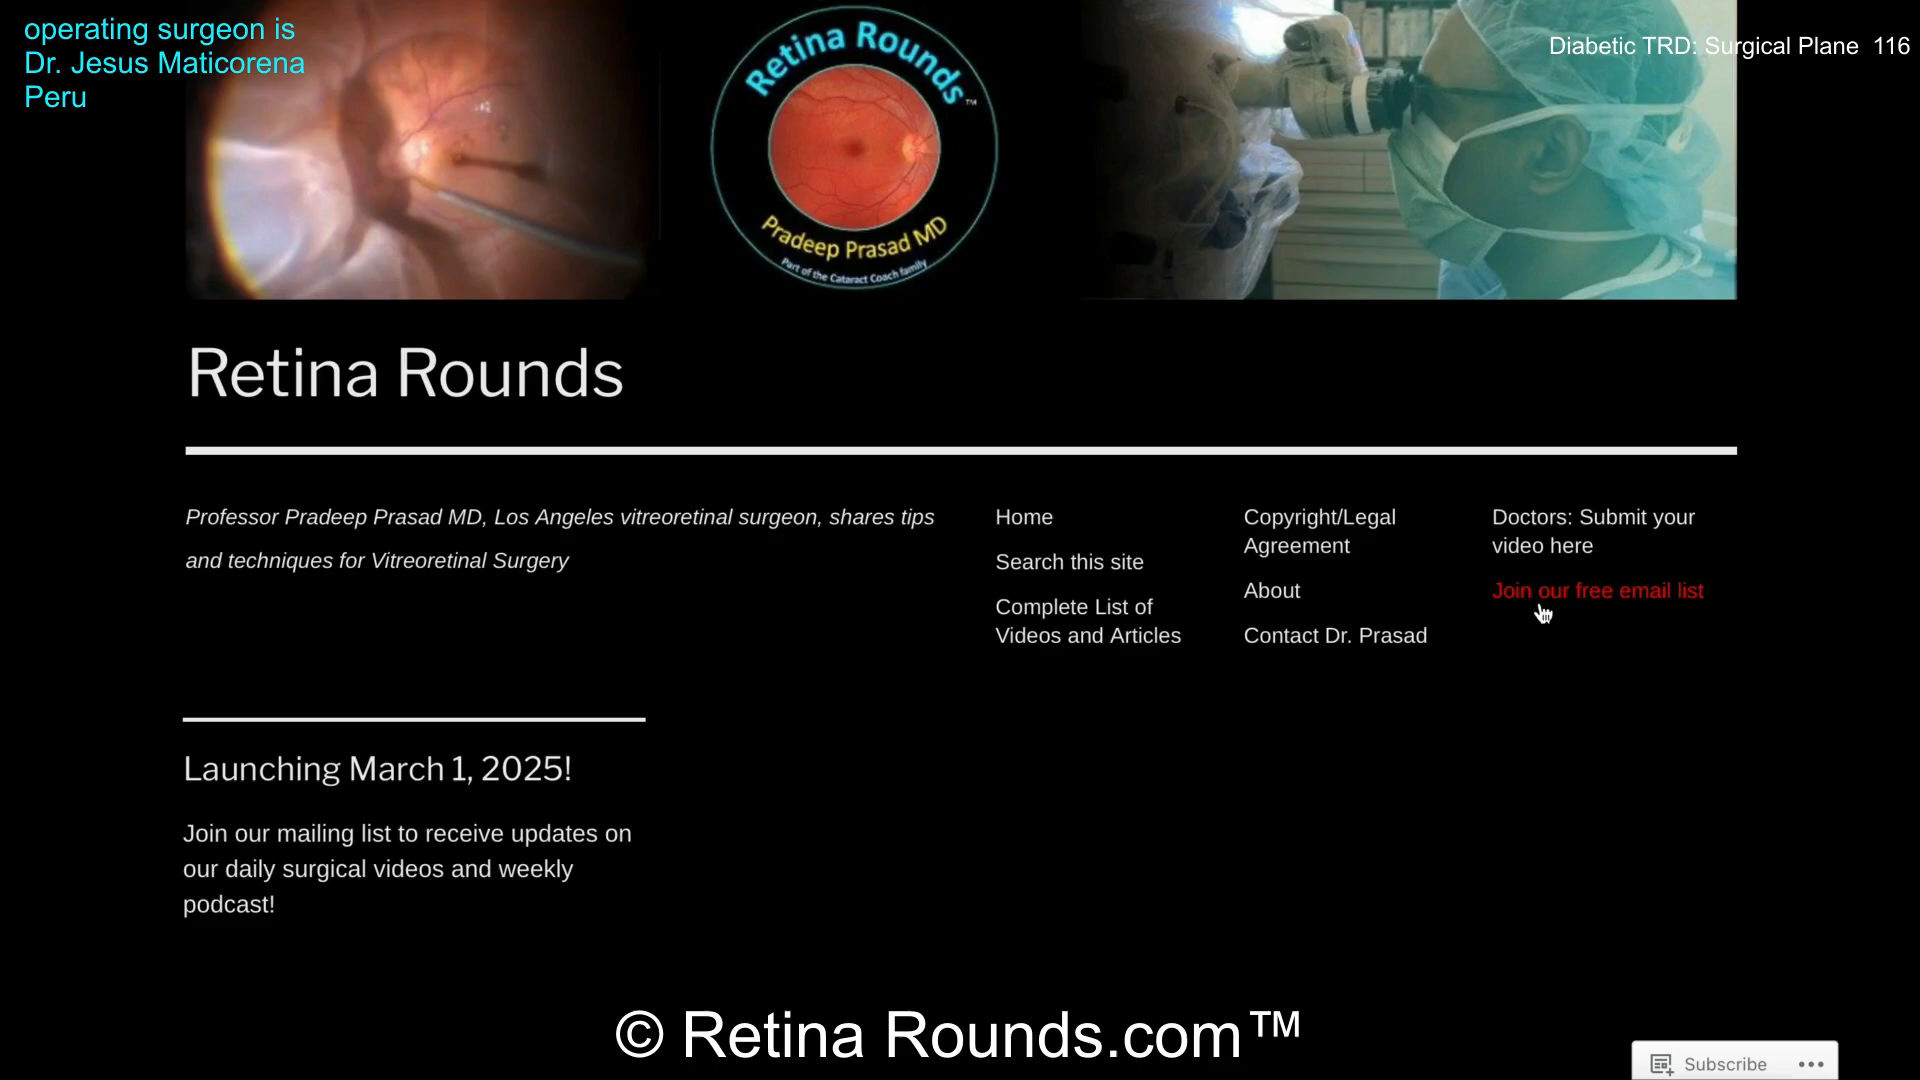 operating surgeon is
Dr. Jesus Maticorena
Peru
Retina Rounds™
Pradeep Prasad MD
Part of the Cataract Coach family
Diabetic TRD: Surgical Plane 116
Retina Rounds
Professor Pradeep Prasad MD, Los Angeles vitreoretinal surgeon, shares tips
and techniques for Vitreoretinal Surgery
Home
Search this site
Complete List of
Videos and Articles
Copyright/Legal
Agreement
About
Contact Dr. Prasad
Doctors: Submit your
video here
Join our free email list
Launching March 1, 2025!
Join our mailing list to receive updates on
our daily surgical videos and weekly
podcast!
© Retina Rounds.com™
Subscribe